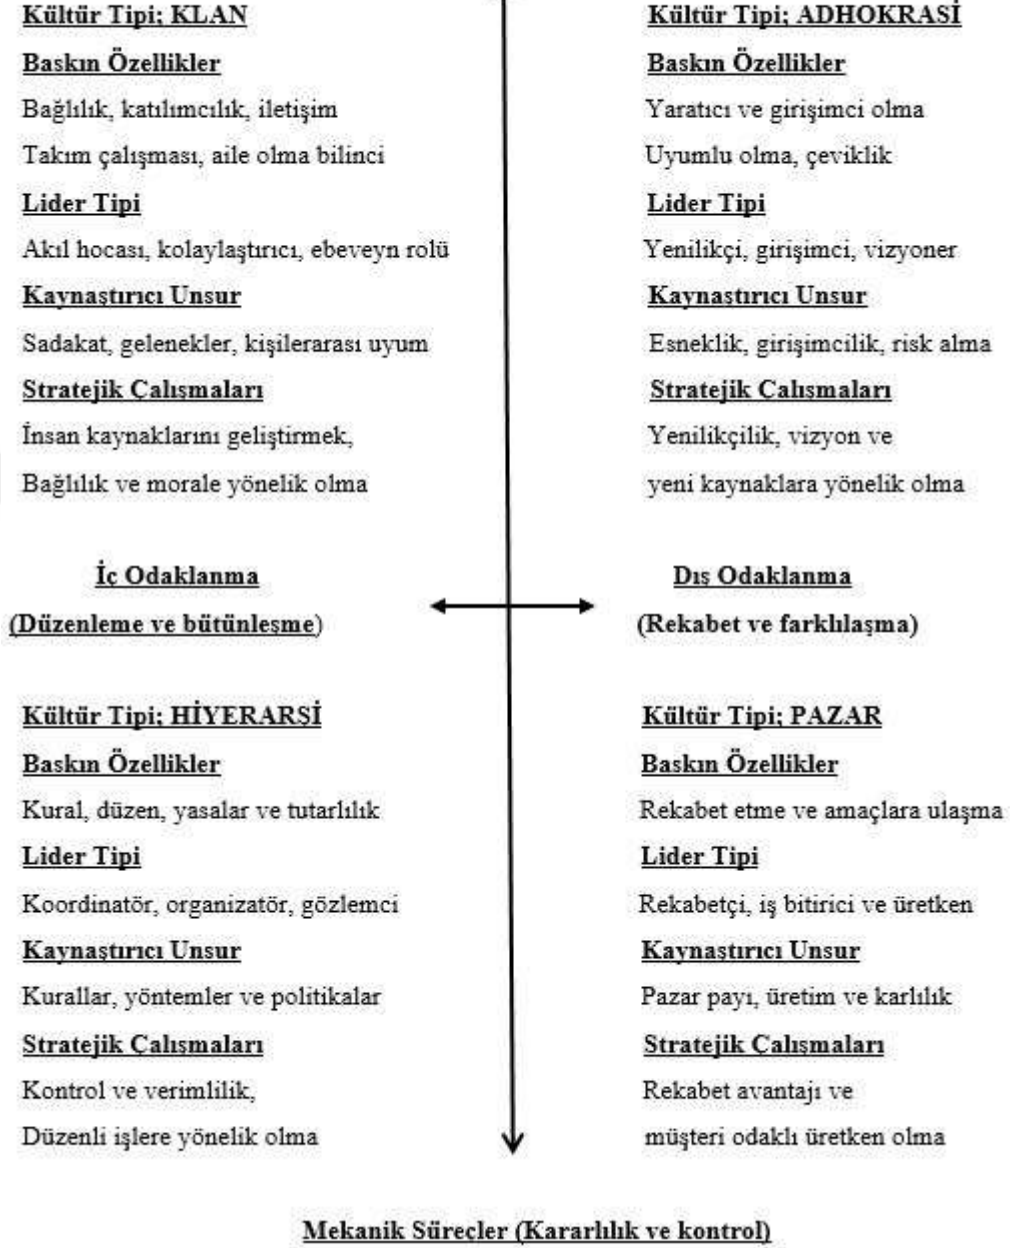 Kültür Tipi; KLAN
Baskın Özellikler
Bağlılık, katılımcılık, iletişim
Takım çalışması, aile olma bilinci
Lider Tipi
Akıl hocası, kolaylaştırıcı, ebeveyn rolü
Kaynaştırıcı Unsur
Sadakat, gelenekler, kişilerarası uyum
Stratejik Çalışmaları
İnsan kaynaklarını geliştirmek,
Bağlılık ve morale yönelik olma
Kültür Tipi; ADHOKRASİ
Baskın Özellikler
Yaratıcı ve girişimci olma
Uyumlu olma, çeviklik
Lider Tipi
Yenilikçi, girişimci, vizyoner
Kaynaştırıcı Unsur
Esneklik, girişimcilik, risk alma
Stratejik Çalışmaları
Yenilikçilik, vizyon ve
yeni kaynaklara yönelik olma
İç Odaklanma
(Düzenleme ve bütünleşme)
Dış Odaklanma
(Rekabet ve farklılaşma)
Kültür Tipi; HİYERARŞİ
Baskın Özellikler
Kural, düzen, yasalar ve tutarlılık
Lider Tipi
Koordinatör, organizatör, gözlemci
Kaynaştırıcı Unsur
Kurallar, yöntemler ve politikalar
Stratejik Çalışmaları
Kontrol ve verimlilik,
Düzenli işlere yönelik olma
Kültür Tipi; PAZAR
Baskın Özellikler
Rekabet etme ve amaçlara ulaşma
Lider Tipi
Rekabetçi, iş bitirici ve üretken
Kaynaştırıcı Unsur
Pazar payı, üretim ve karlılık
Stratejik Çalışmaları
Rekabet avantajı ve
müşteri odaklı üretken olma
Mekanik Süreçler (Kararlılık ve kontrol)